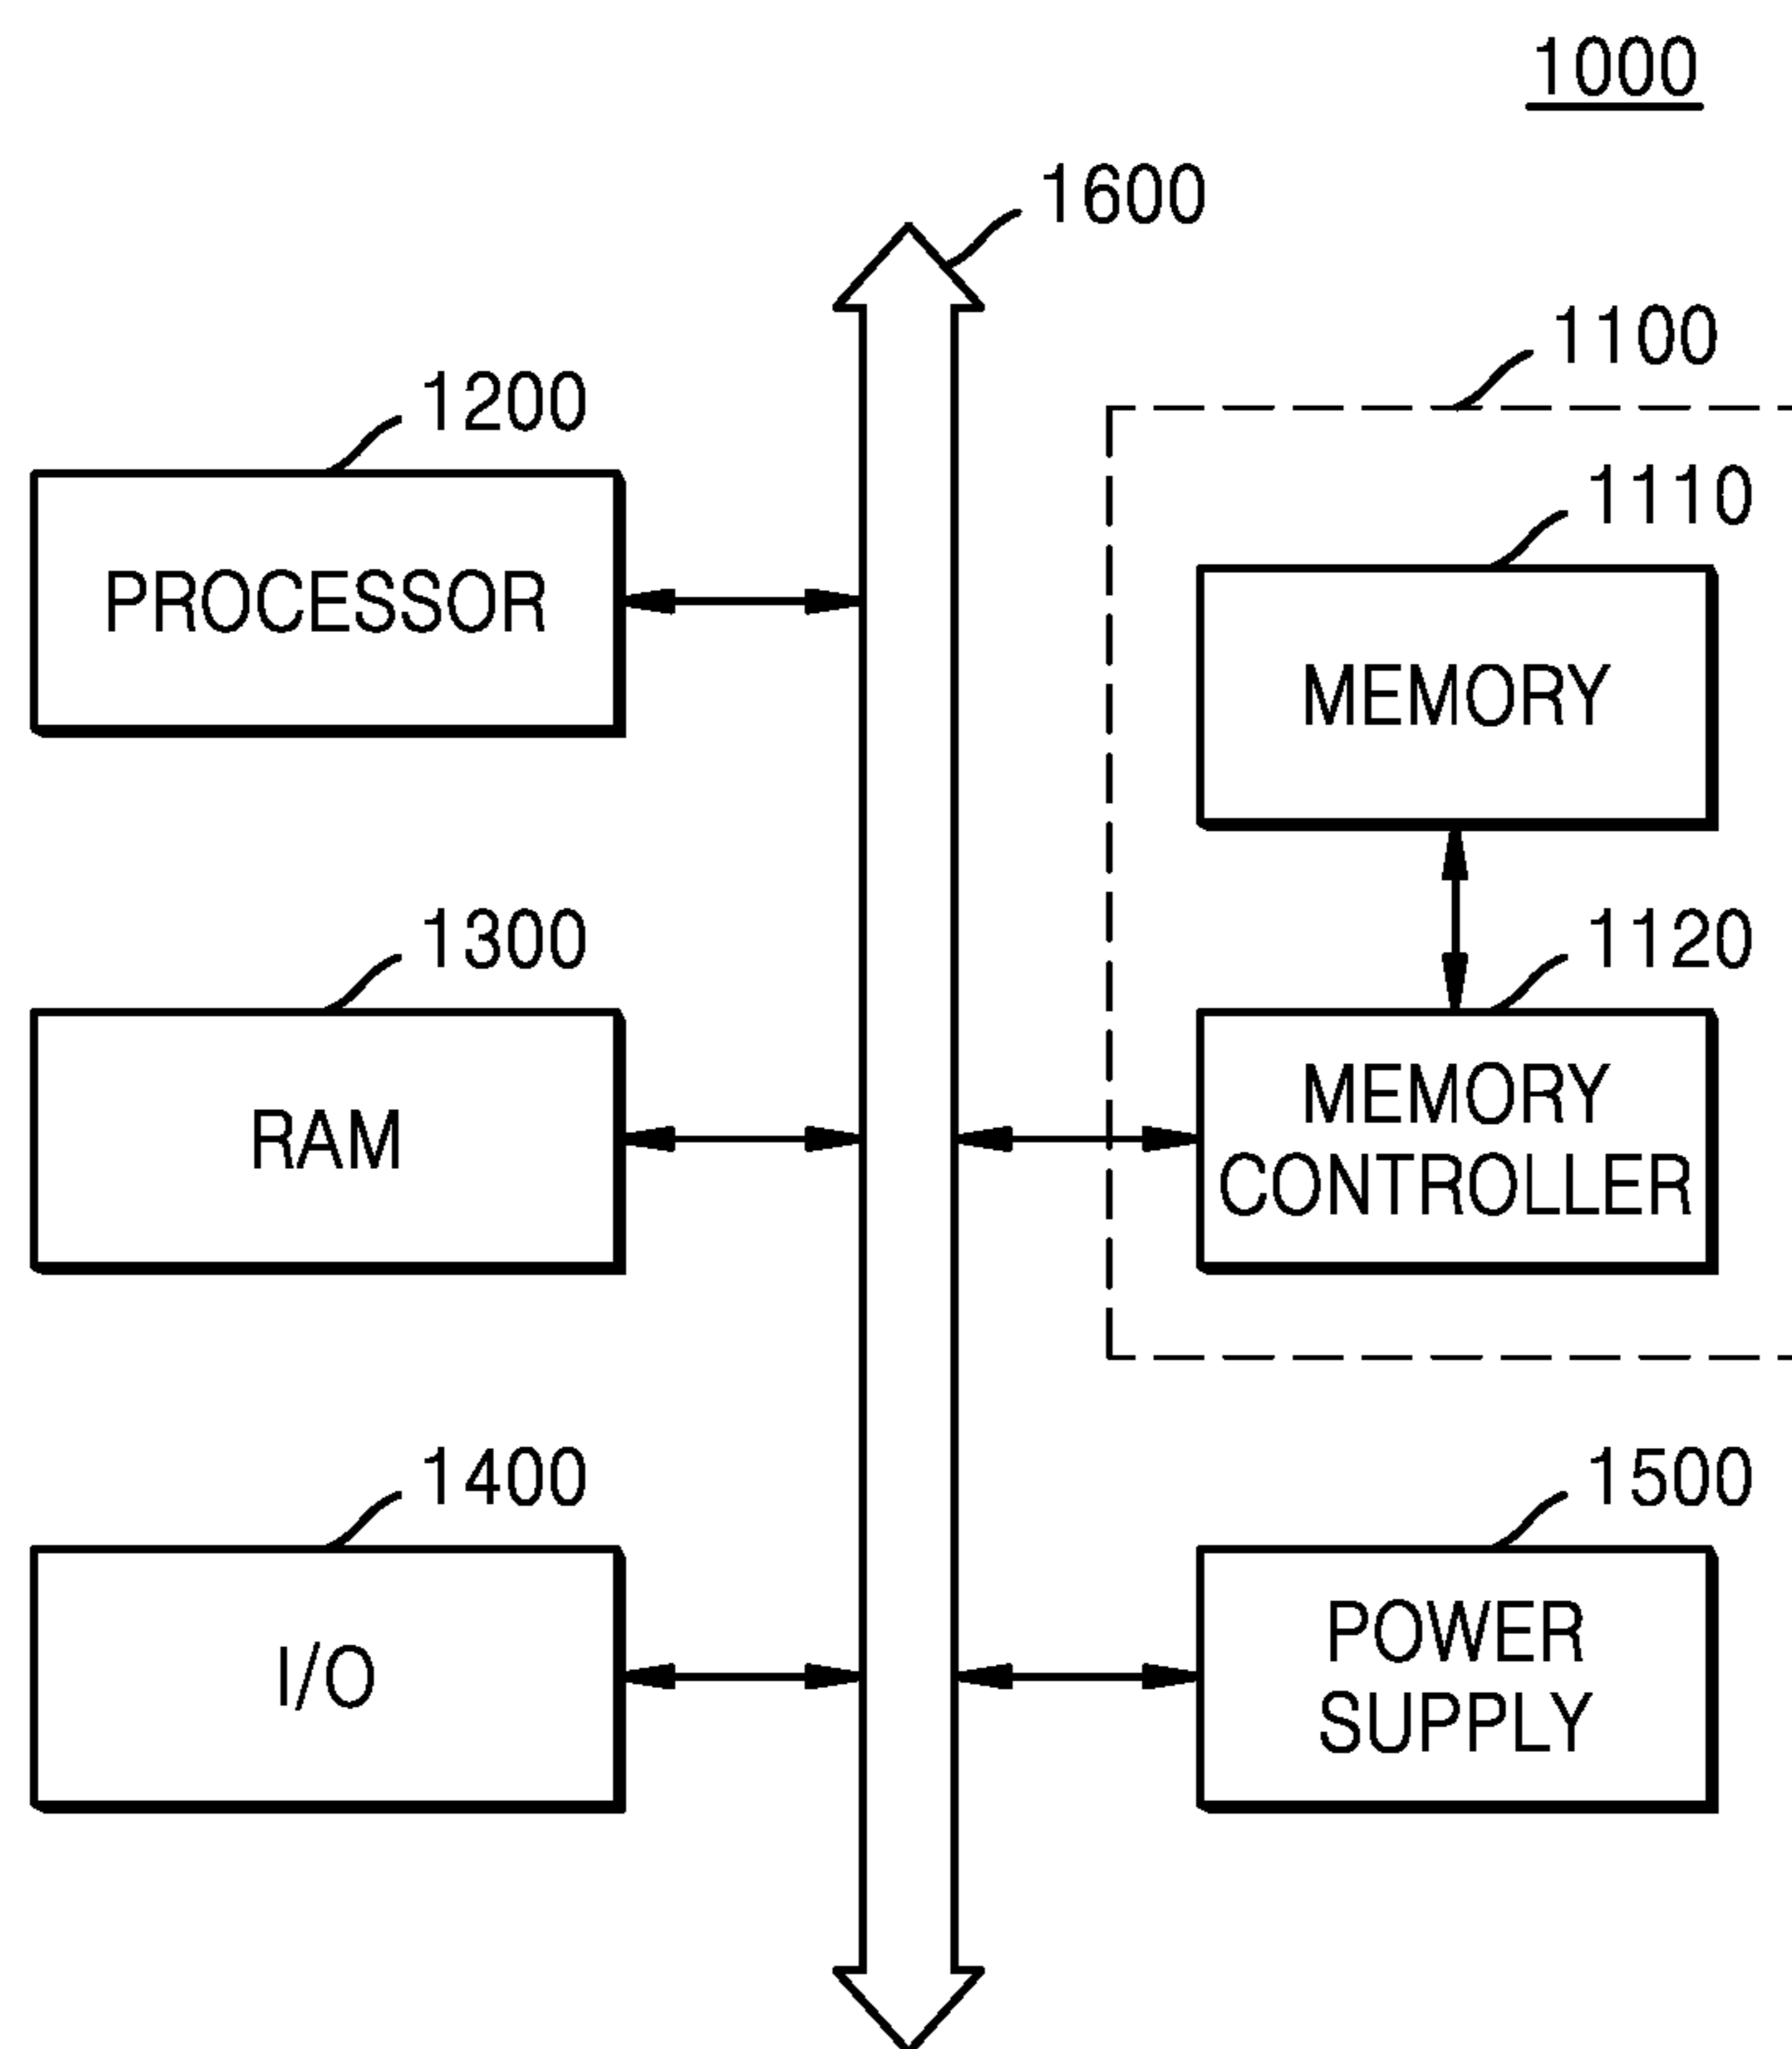 1000
1600
1100
1200
PROCESSOR
1110
MEMORY
1300
RAM
1120
MEMORY
CONTROLLER
1400
I/O
1500
POWER
SUPPLY